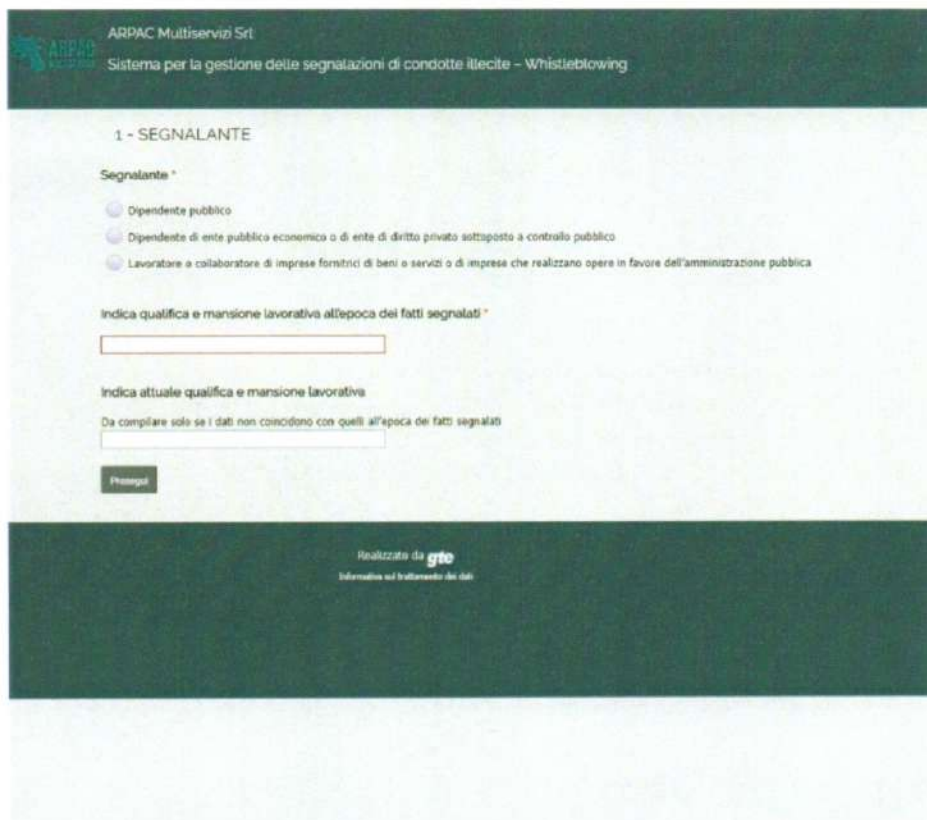 ARPAC Multiservizi Srl
ARPAC
Sistema per la gestione delle segnalazioni di condotte illecite – Whistleblowing
1 - SEGNALANTE
Segnalante *
Dipendente pubblico
Dipendente di ente pubblico economico o di ente di diritto privato sottoposto a controllo pubblico
Lavoratore o collaboratore di imprese fornitrici di beni o servizi o di imprese che realizzano opere in favore dell'amministrazione pubblica
Indica qualifica e mansione lavorativa all'epoca dei fatti segnalati *
Indica attuale qualifica e mansione lavorativa
Da compilare solo se i dati non coincidono con quelli all'epoca dei fatti segnalati
Prosegui
Realizzato da gte
Informativa sul trattamento dei dati